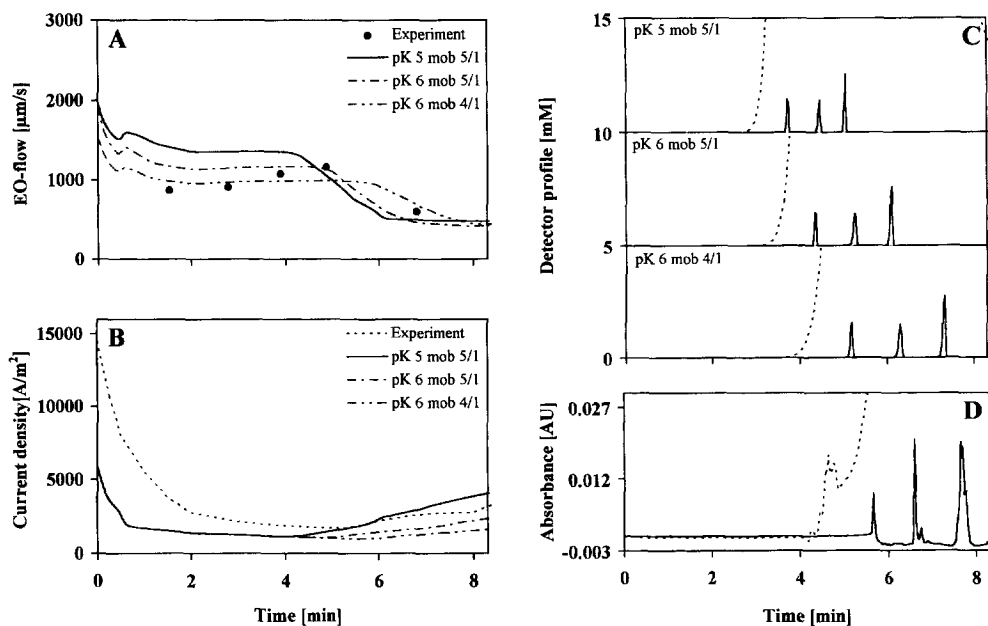 A
EO-flow [µm/s]
3000
2000
1000
0
Experiment
pK 5 mob 5/1
pK 6 mob 5/1
pK 6 mob 4/1
B
Current density[A/m²]
15000
10000
5000
0
Experiment
pK 5 mob 5/1
pK 6 mob 5/1
pK 6 mob 4/1
0 2 4 6 8
Time [min]
C
Detector profile [mM]
15
pK 5 mob 5/1
10
pK 6 mob 5/1
5
pK 6 mob 4/1
0
D
Absorbance [AU]
0.027
0.012
-0.003
0 2 4 6 8
Time [min]